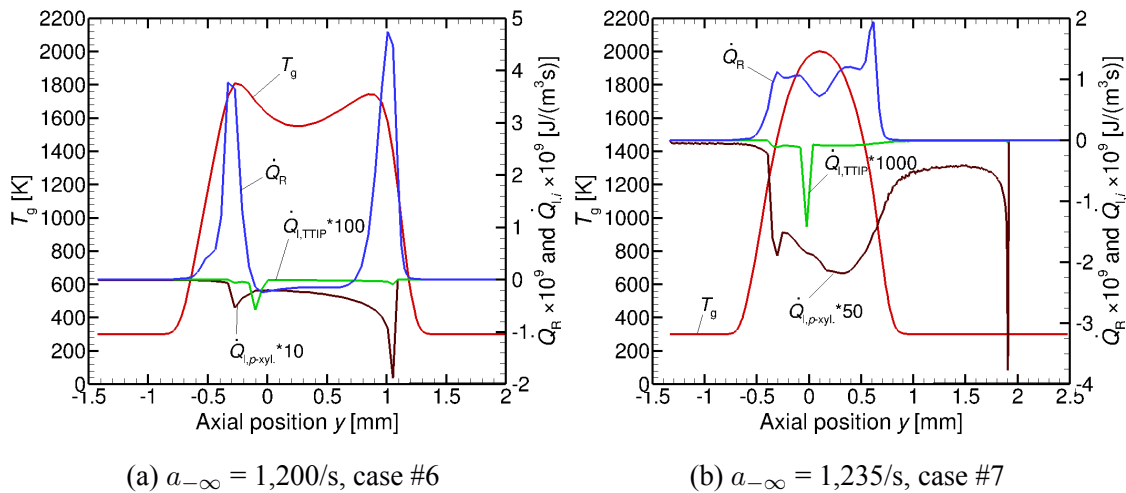 2200
2000
1800
1600
1400
1200
1000
800
600
400
200
0
T_g [K]
-1.5 -1 -0.5 0 0.5 1 1.5 2
Axial position y [mm]
5
4
3
2
1
0
-1
-2
Q̇_R ×10^9 and Q̇_l,i ×10^9 [J/(m^3s)]
T_g
Q̇_R
Q̇_l,TTIP*100
Q̇_l,p-xyl.*10
(a) a_{−∞} = 1,200/s, case #6
2200
2000
1800
1600
1400
1200
1000
800
600
400
200
0
T_g [K]
-1 -0.5 0 0.5 1 1.5 2 2.5
Axial position y [mm]
2
1
0
-1
-2
-3
-4
Q̇_R ×10^9 and Q̇_l,i ×10^9 [J/(m^3s)]
Q̇_R
Q̇_l,TTIP*1000
Q̇_l,p-xyl.*50
T_g
(b) a_{−∞} = 1,235/s, case #7